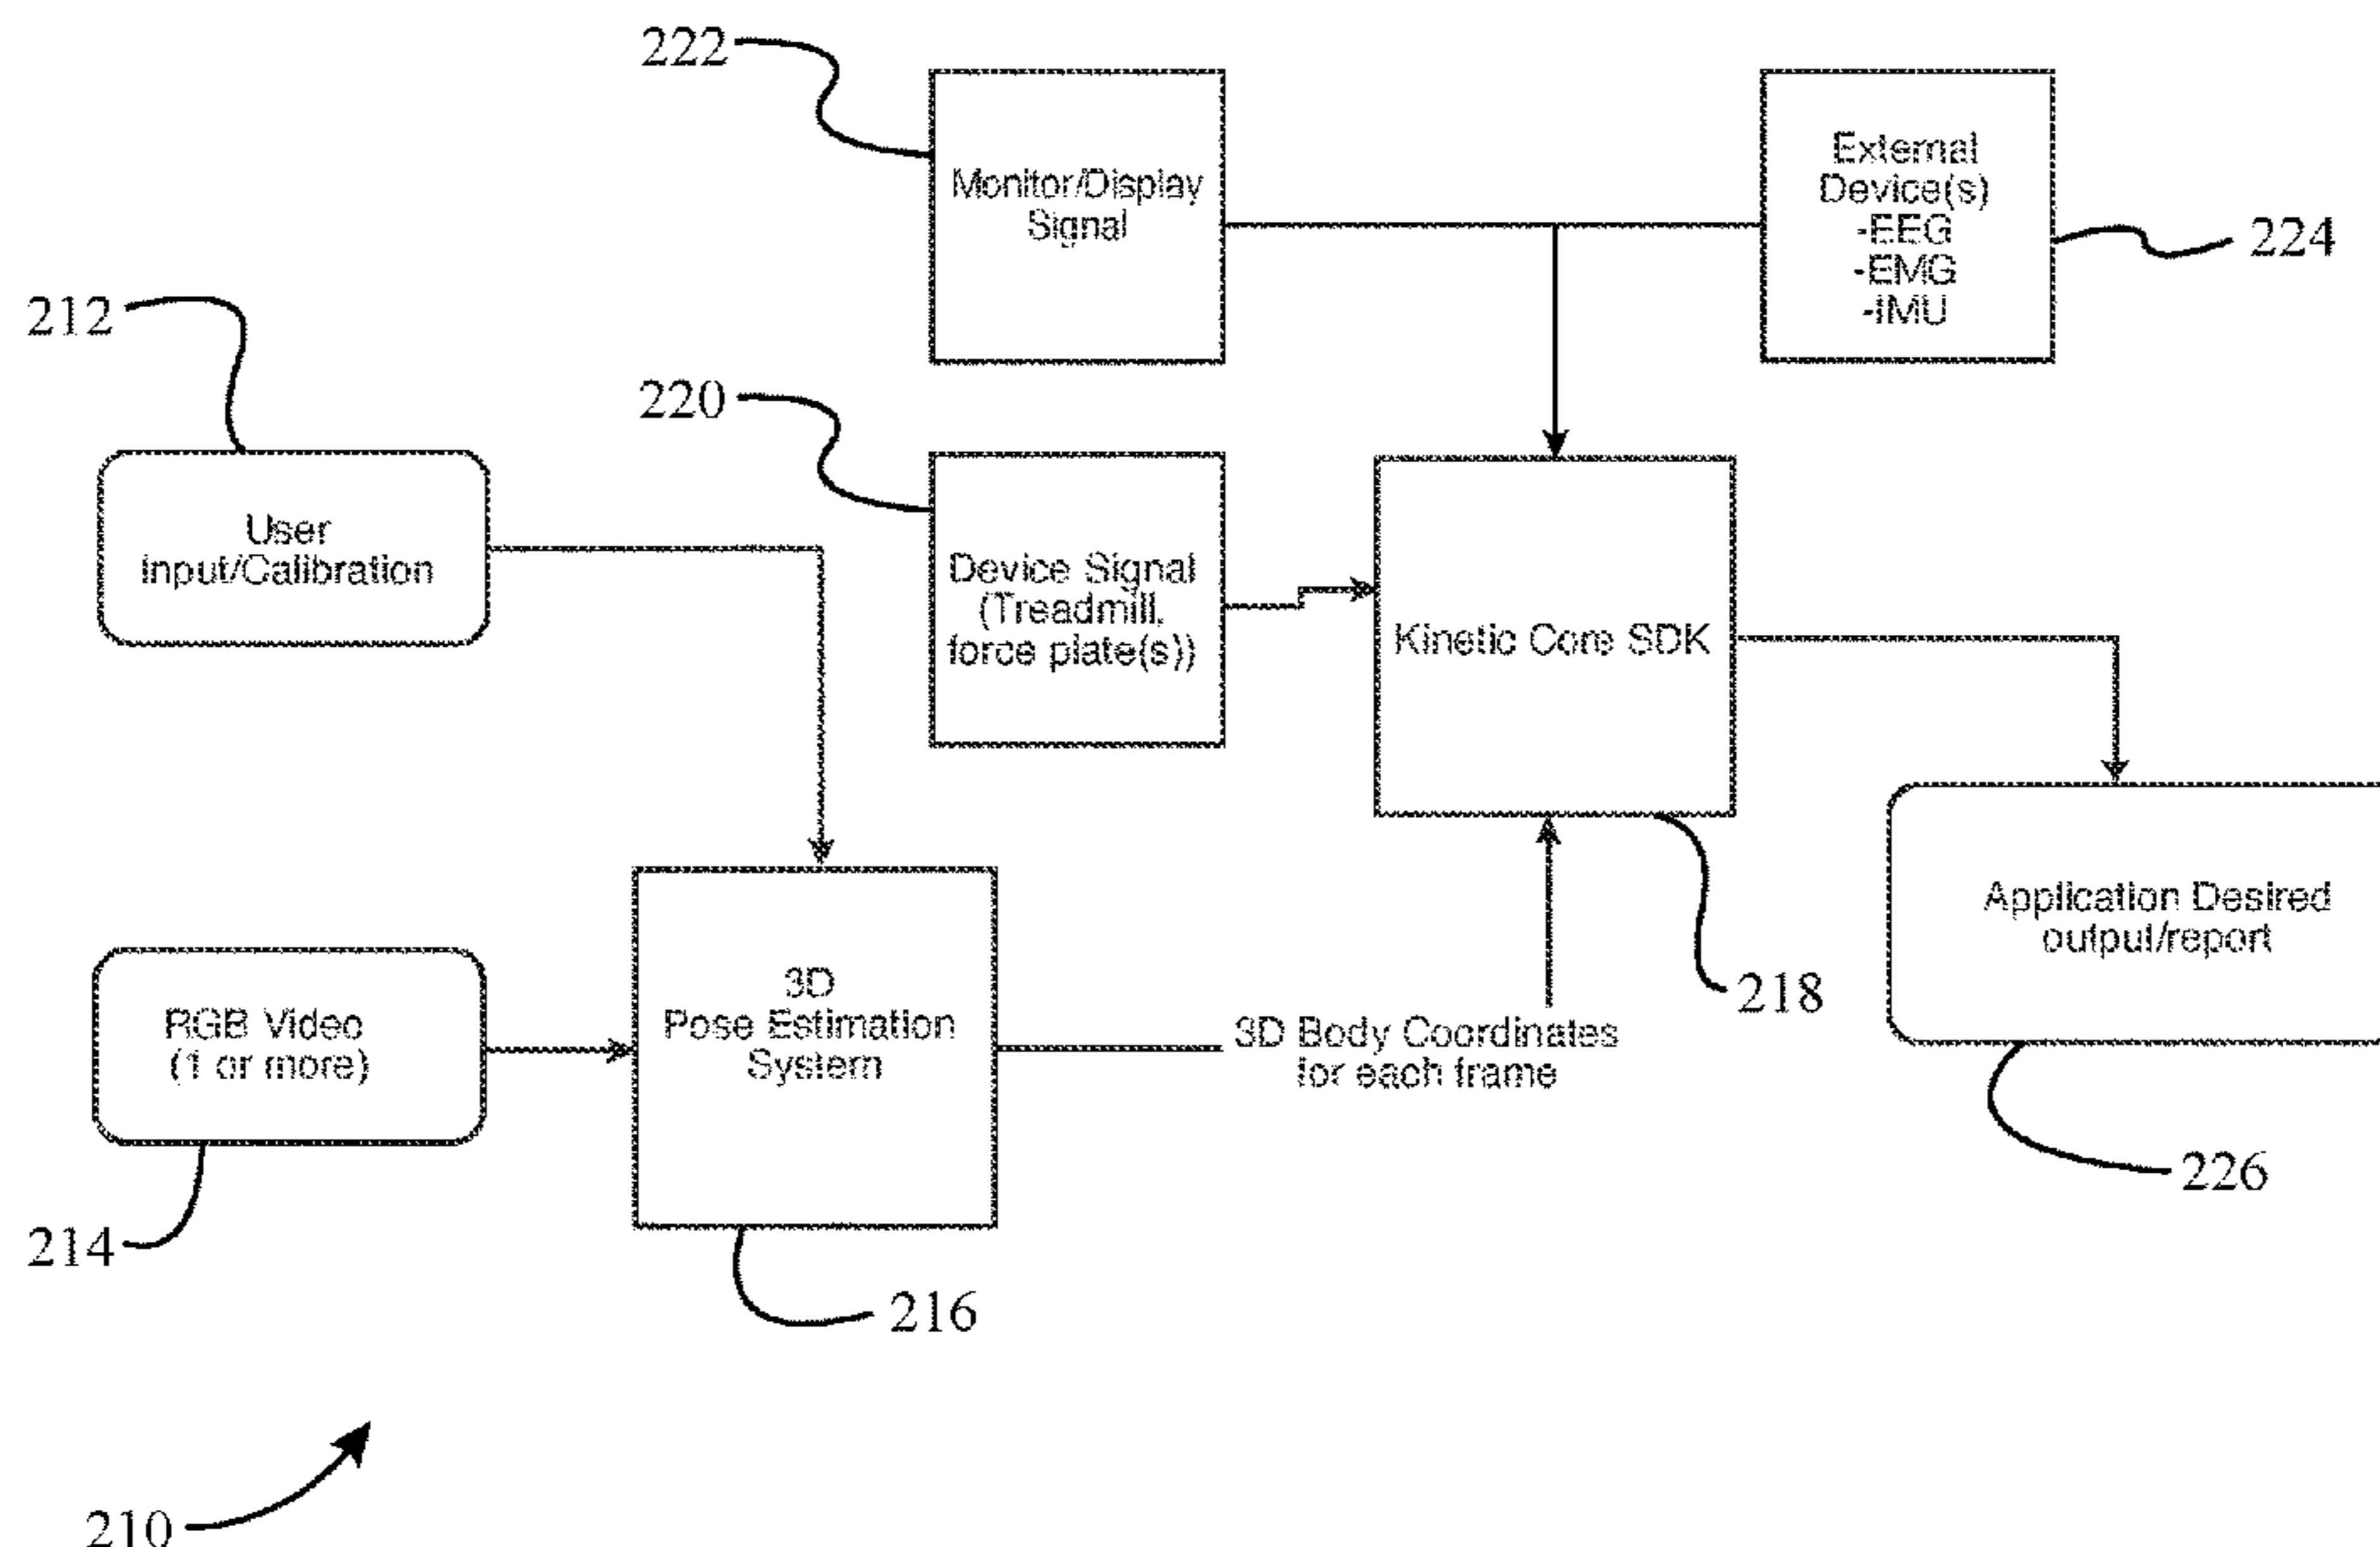 222
Monitor/Display
Signal
External
Device(s)
-EEG
-EMG
-IMU
224
212
220
User
Input/Calibration
Device Signal
(Treadmill,
force plate(s))
Kinetic Core SDK
Application Desired
output/report
218
RGB Video
(1 or more)
3D
Pose Estimation
System
3D Body Coordinates
for each frame
226
214
216
210